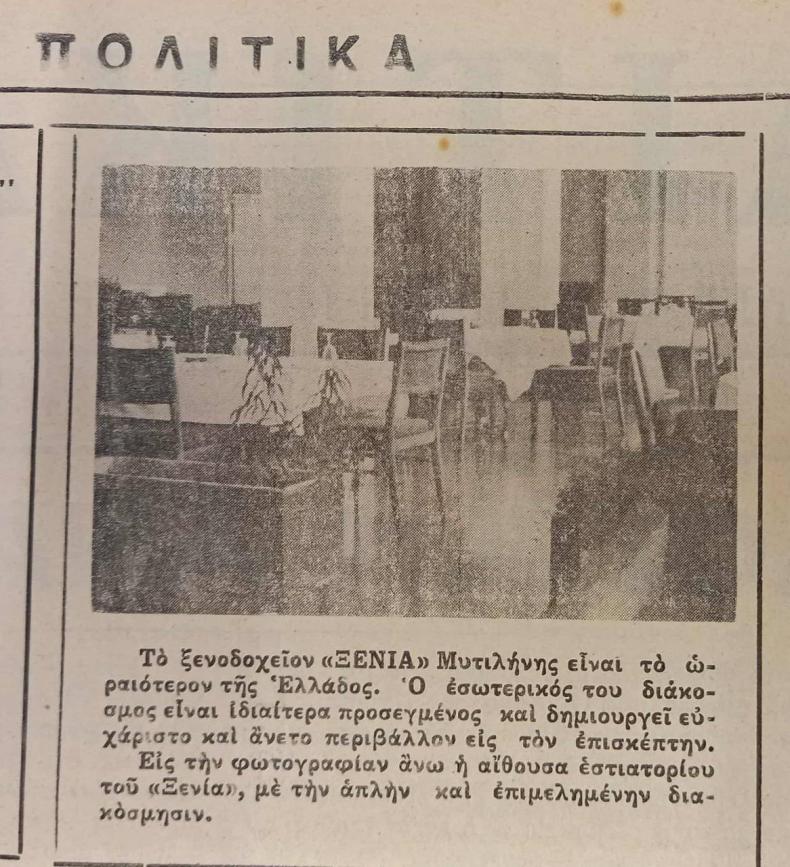 ΠΟΛΙΤΙΚΑ
”
Τὸ ξενοδοχεῖον «ΞΕΝΙΑ» Μυτιλήνης εἶναι τὸ ὡ-
ραιότερον τῆς Ἑλλάδος. Ὁ ἐσωτερικός του διάκο-
σμος εἶναι ἰδιαίτερα προσεγμένος καὶ δημιουργεῖ εὐ-
χάριστο καὶ ἄνετο περιβάλλον εἰς τὸν ἐπισκέπτην.
Εἰς τὴν φωτογραφίαν ἄνω ἡ αἴθουσα ἑστιατορίου
τοῦ «Ξενία», μὲ τὴν ἁπλὴν καὶ ἐπιμελημένην δια-
κόσμησιν.